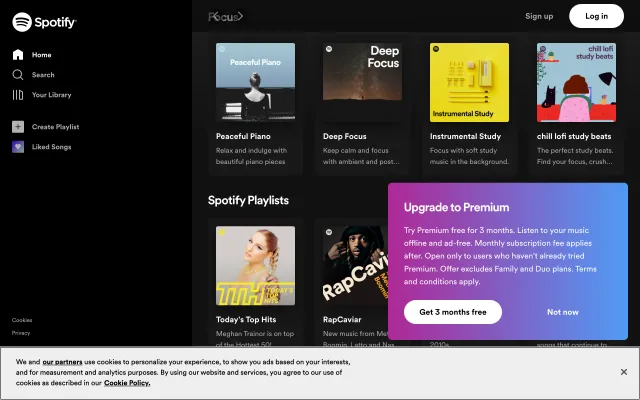 Spotify
Home
Search
Your Library
Create Playlist
Liked Songs
Cookies
Privacy
Focus
Sign up
Log in
Peaceful Piano
Deep
Focus
Instrumental Study
chill lofi
study beats
Peaceful Piano
Relax and indulge with
beautiful piano pieces
Deep Focus
Keep calm and focus
with ambient and post...
Instrumental Study
Focus with soft study
music in the background.
chill lofi study beats
The perfect study beats.
Find your focus, crush...
Spotify Playlists
TODAY'S
HITS
RapCaviar
Today's Top Hits
Meghan Trainor is on top
of the Hottest 50!
RapCaviar
New music from
Boomin, Lotto and Nas
2010s
songs that continue to
Upgrade to Premium
Try Premium free for 3 months. Listen to your music
offline and ad-free. Monthly subscription fee applies
after. Open only to users who haven't already tried
Premium. Offer excludes Family and Duo plans. Terms
and conditions apply.
Get 3 months free
Not now
We and our partners use cookies to personalize your experience, to show you ads based on your interests,
and for measurement and analytics purposes. By using our website and services, you agree to our use of
cookies as described in our Cookie Policy.